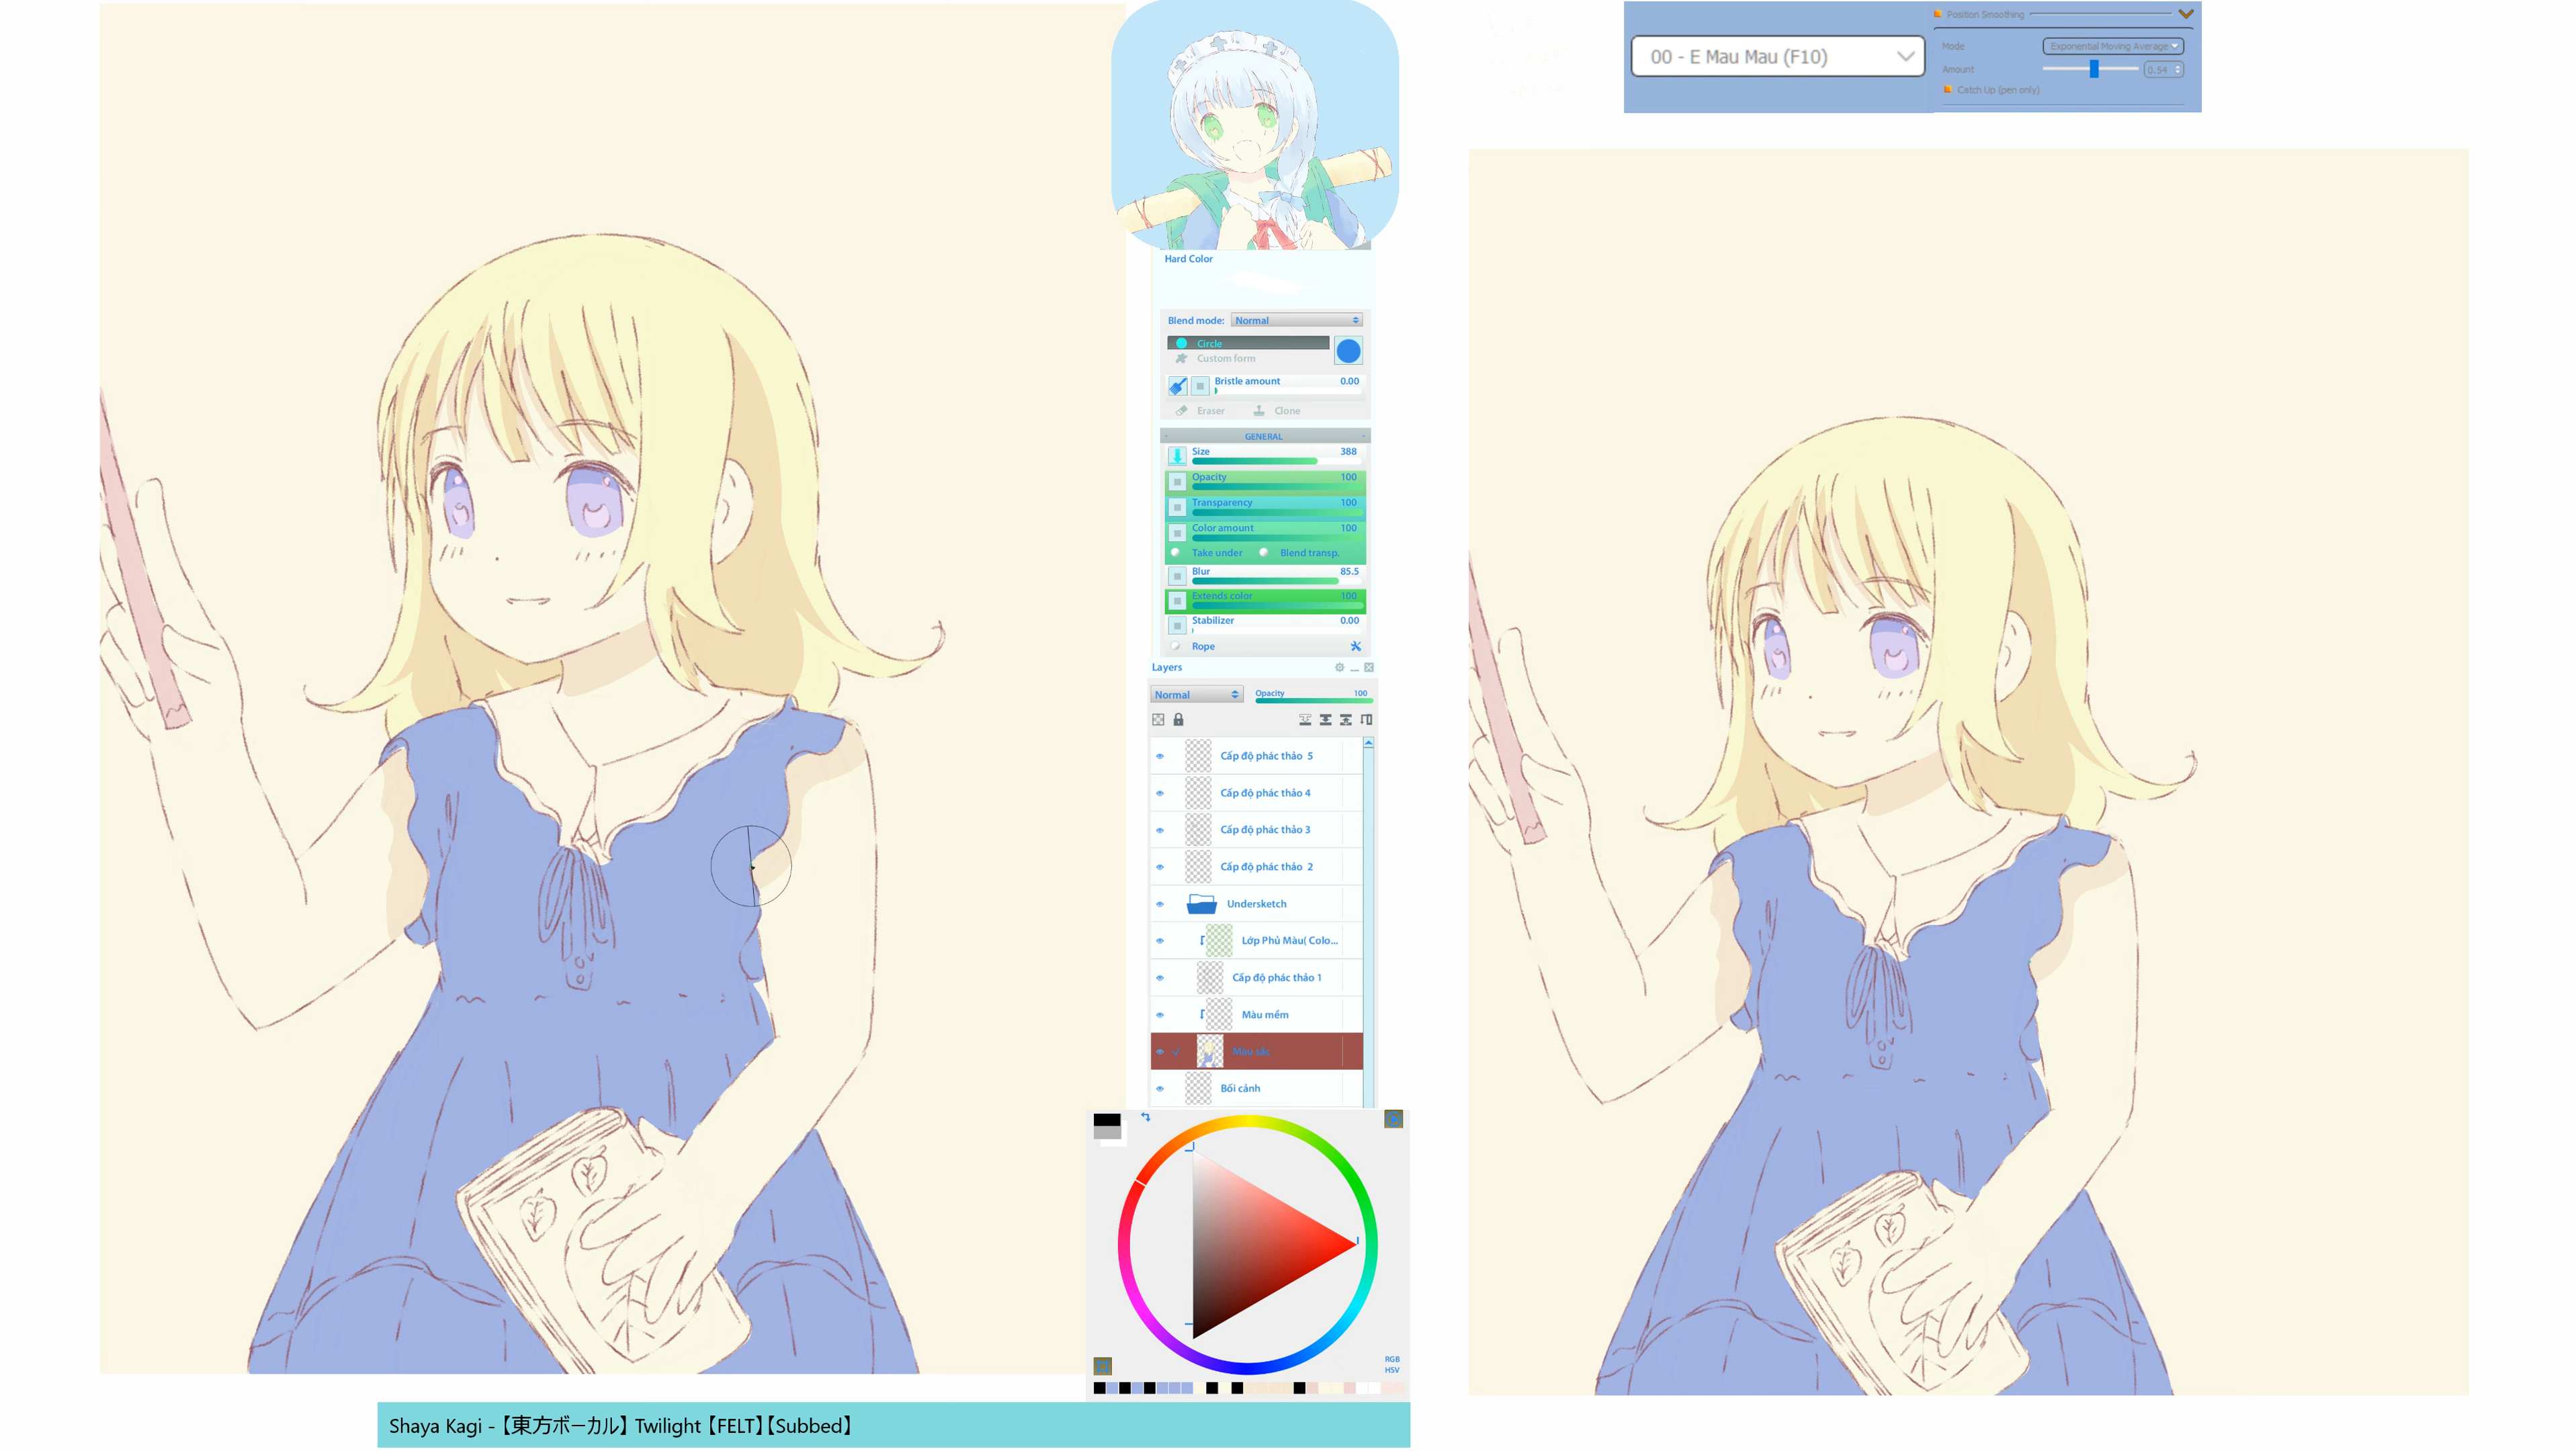 00 - E Mau Mau (F10)
Position Smoothing
Mode Exponential Moving Average
Amount 0.54
Catch Up (pen only)
Hard Color
Blend mode: Normal
Circle
Custom form
Bristle amount 0.00
Eraser Clone
GENERAL
Size 388
Opacity 100
Transparency 100
Color amount 100
Take under Blend transp.
Blur 85.5
Extends color 100
Stabilizer 0.00
Rope
Layers
Normal Opacity 100
Cấp độ phác thảo 5
Cấp độ phác thảo 4
Cấp độ phác thảo 3
Cấp độ phác thảo 2
Undersketch
Lớp Phủ Màu( Colo...
Cấp độ phác thảo 1
Màu mềm
Màu sắc
Bối cảnh
RGB
HSV
Shaya Kagi -【東方ボーカル】Twilight【FELT】【Subbed】